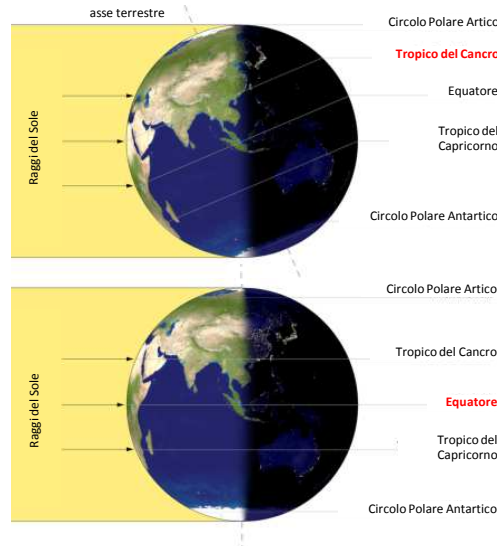 asse terrestre
Circolo Polare Artico
Tropico del Cancro
Equatore
Raggi del Sole
Tropico del
Capricorno
Circolo Polare Antartico
Circolo Polare Artico
Tropico del Cancro
Raggi del Sole
Equatore
Tropico del
Capricorno
Circolo Polare Antartico